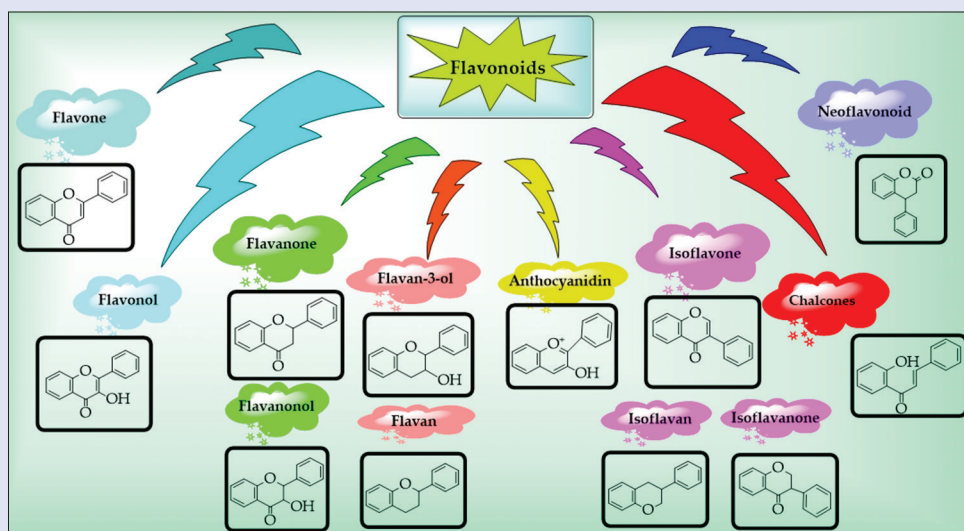 Flavonoids
Flavone
O
O
Flavonol
O
OH
O
Flavanone
O
O
Flavanonol
O
OH
O
Flavan-3-ol
O
OH
Flavan
O
Anthocyanidin
O+
OH
Isoflavone
O
O
Isoflavan
O
Isoflavanone
O
O
Chalcones
OH
O
Neoflavonoid
O
O